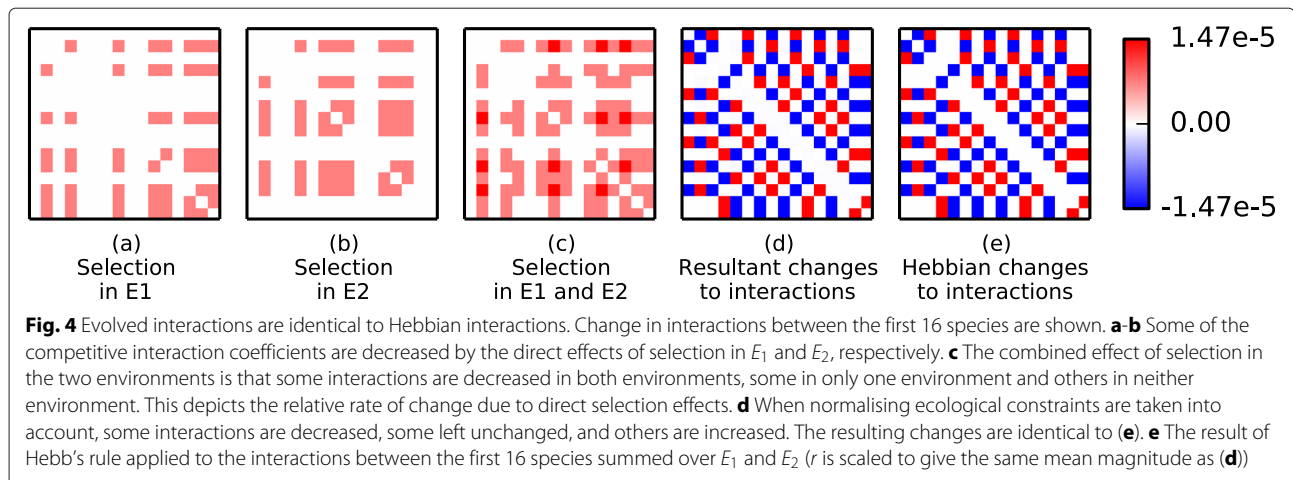 1.47e-5
0.00
-1.47e-5
(a)
Selection
in E1
(b)
Selection
in E2
(c)
Selection
in E1 and E2
(d)
Resultant changes
to interactions
(e)
Hebbian changes
to interactions
Fig. 4 Evolved interactions are identical to Hebbian interactions. Change in interactions between the first 16 species are shown. a-b Some of the
competitive interaction coefficients are decreased by the direct effects of selection in E1 and E2, respectively. c The combined effect of selection in
the two environments is that some interactions are decreased in both environments, some in only one environment and others in neither
environment. This depicts the relative rate of change due to direct selection effects. d When normalising ecological constraints are taken into
account, some interactions are decreased, some left unchanged, and others are increased. The resulting changes are identical to (e). e The result of
Hebb's rule applied to the interactions between the first 16 species summed over E1 and E2 (r is scaled to give the same mean magnitude as (d))